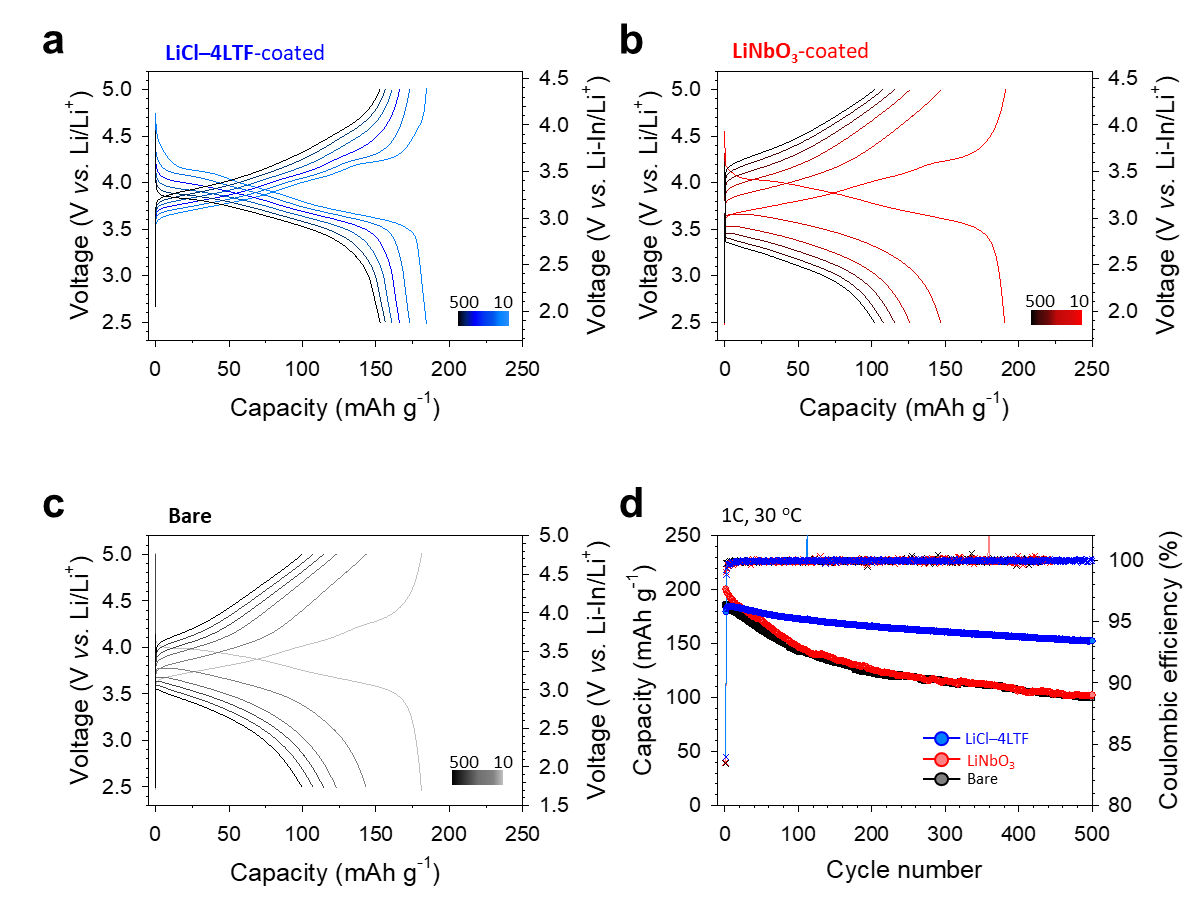 a
LiCl–4LTF-coated
5.0
4.5
4.0
3.5
3.0
2.5
Voltage (V vs. Li/Li⁺)
4.5
4.0
3.5
3.0
2.5
2.0
Voltage (V vs. Li-In/Li⁺)
500 10
0 50 100 150 200 250
Capacity (mAh g⁻¹)
b
LiNbO₃-coated
5.0
4.5
4.0
3.5
3.0
2.5
Voltage (V vs. Li/Li⁺)
4.5
4.0
3.5
3.0
2.5
2.0
Voltage (V vs. Li-In/Li⁺)
500 10
0 50 100 150 200 250
Capacity (mAh g⁻¹)
c
Bare
5.0
4.5
4.0
3.5
3.0
2.5
Voltage (V vs. Li/Li⁺)
5.0
4.5
4.0
3.5
3.0
2.5
2.0
1.5
Voltage (V vs. Li-In/Li⁺)
500 10
0 50 100 150 200 250
Capacity (mAh g⁻¹)
d
1C, 30 ᵒC
250
200
150
100
50
0
Capacity (mAh g⁻¹)
100
95
90
85
80
Coulombic efficiency (%)
LiCl–4LTF
LiNbO₃
Bare
0 100 200 300 400 500
Cycle number